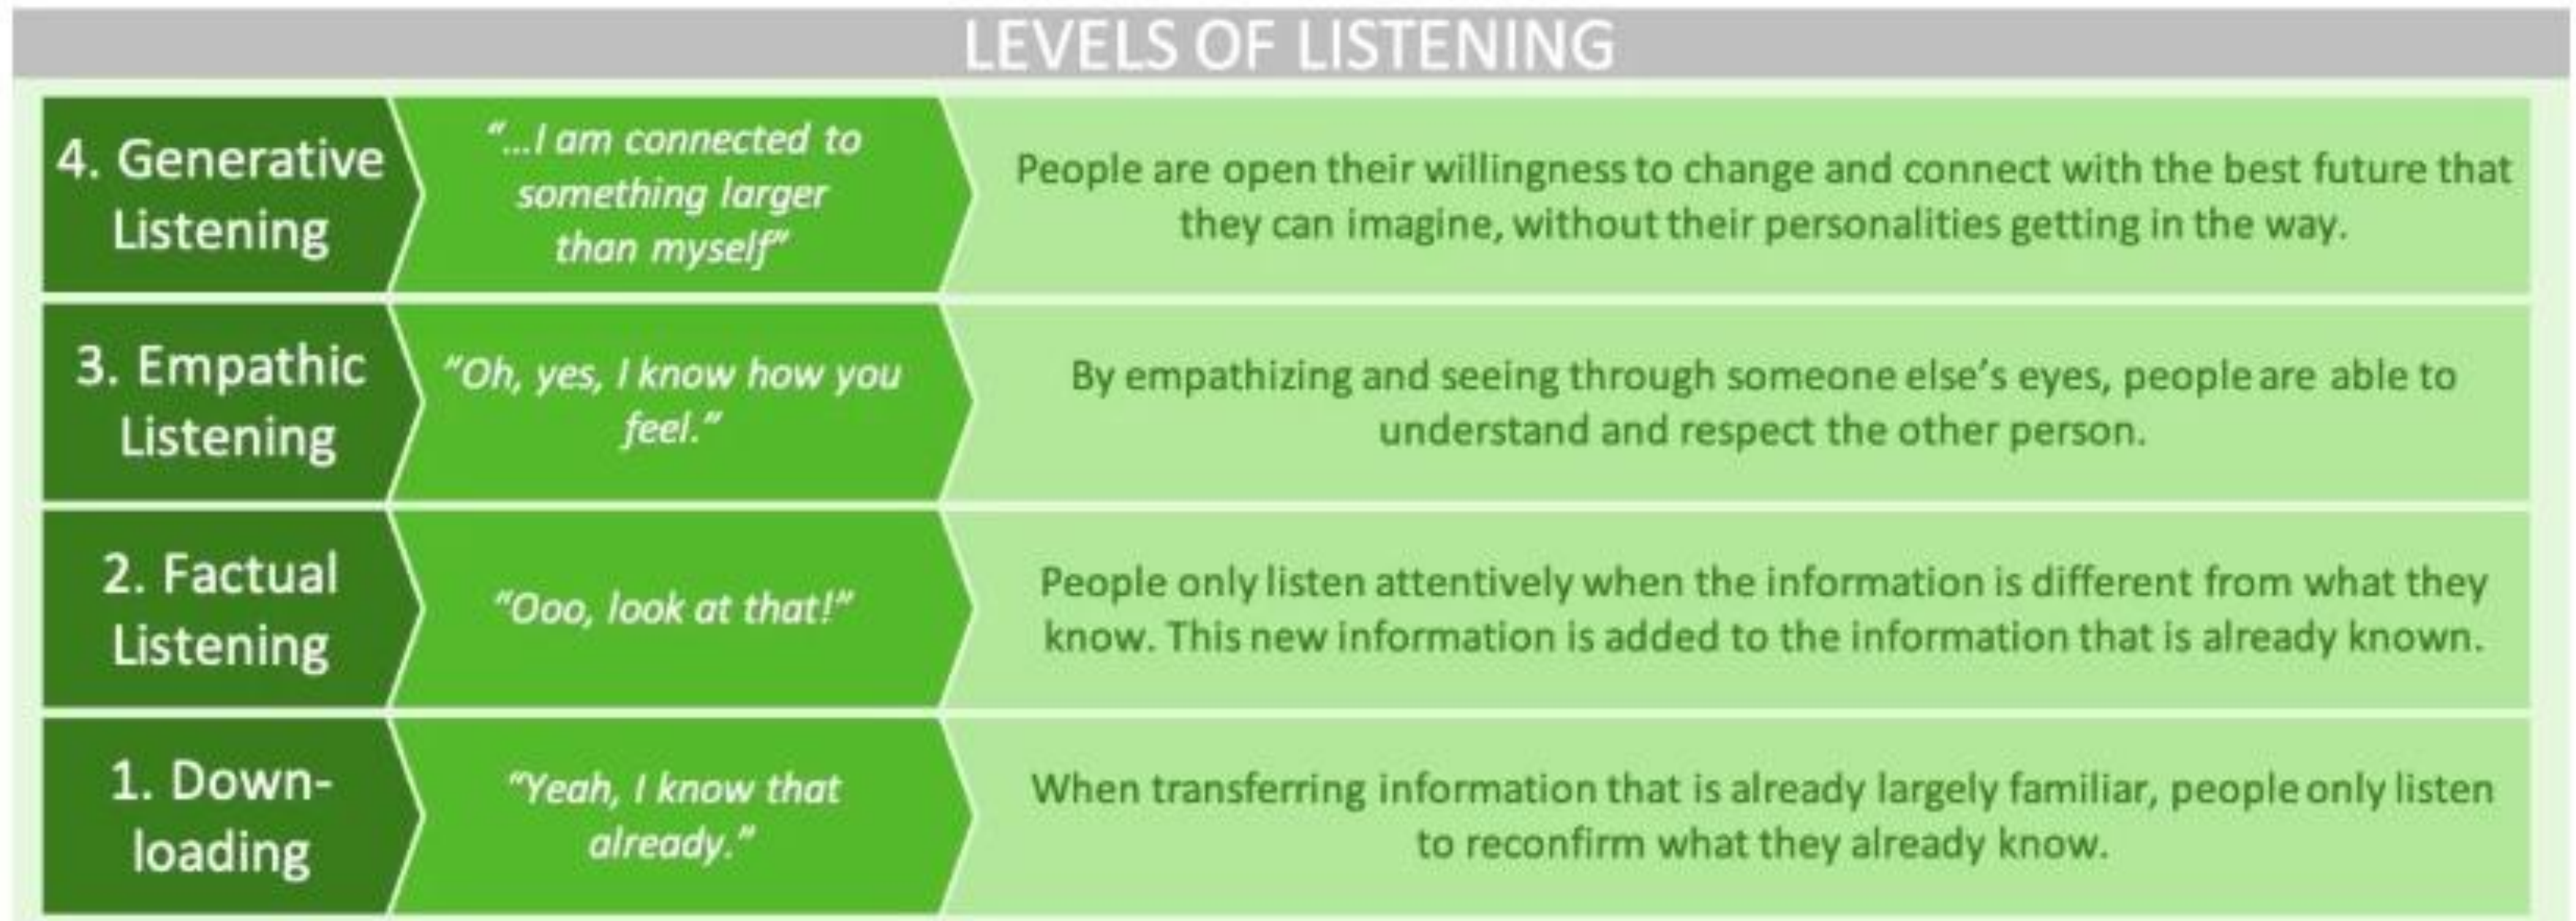 LEVELS OF LISTENING
4. Generative
Listening
"...I am connected to
something larger
than myself"
People are open their willingness to change and connect with the best future that
they can imagine, without their personalities getting in the way.
3. Empathic
Listening
"Oh, yes, I know how you
feel."
By empathizing and seeing through someone else's eyes, people are able to
understand and respect the other person.
2. Factual
Listening
"Ooo, look at that!"
People only listen attentively when the information is different from what they
know. This new information is added to the information that is already known.
1. Down-
loading
"Yeah, I know that
already."
When transferring information that is already largely familiar, people only listen
to reconfirm what they already know.